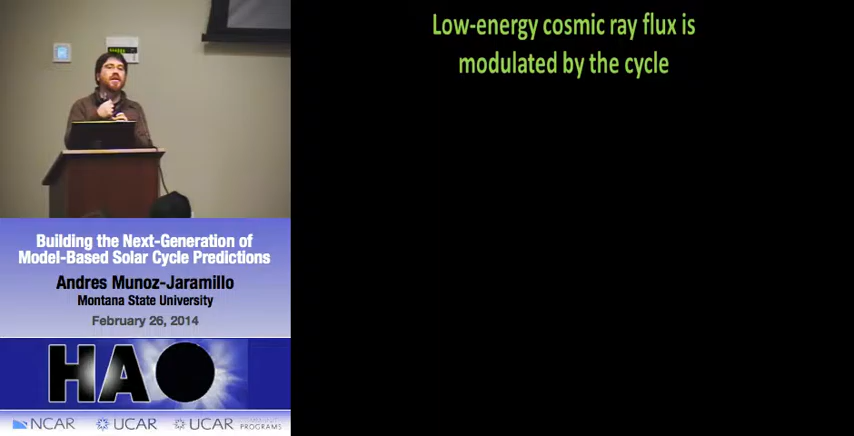 Low-energy cosmic ray flux is
modulated by the cycle
Building the Next-Generation of
Model-Based Solar Cycle Predictions
Andres Munoz-Jaramillo
Montana State University
February 26, 2014
HAO
NCAR UCAR UCAR PROGRAMS